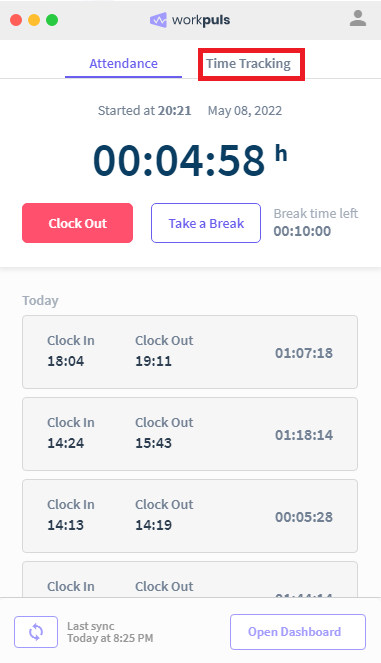 workpuls
Attendance Time Tracking
Started at 20:21 May 08, 2022
00:04:58 h
Clock Out Take a Break Break time left
00:10:00
Today
Clock In Clock Out
18:04 19:11 01:07:18
Clock In Clock Out
14:24 15:43 01:18:14
Clock In Clock Out
14:13 14:19 00:05:28
Clock In Clock Out
Last sync
Today at 8:25 PM
Open Dashboard